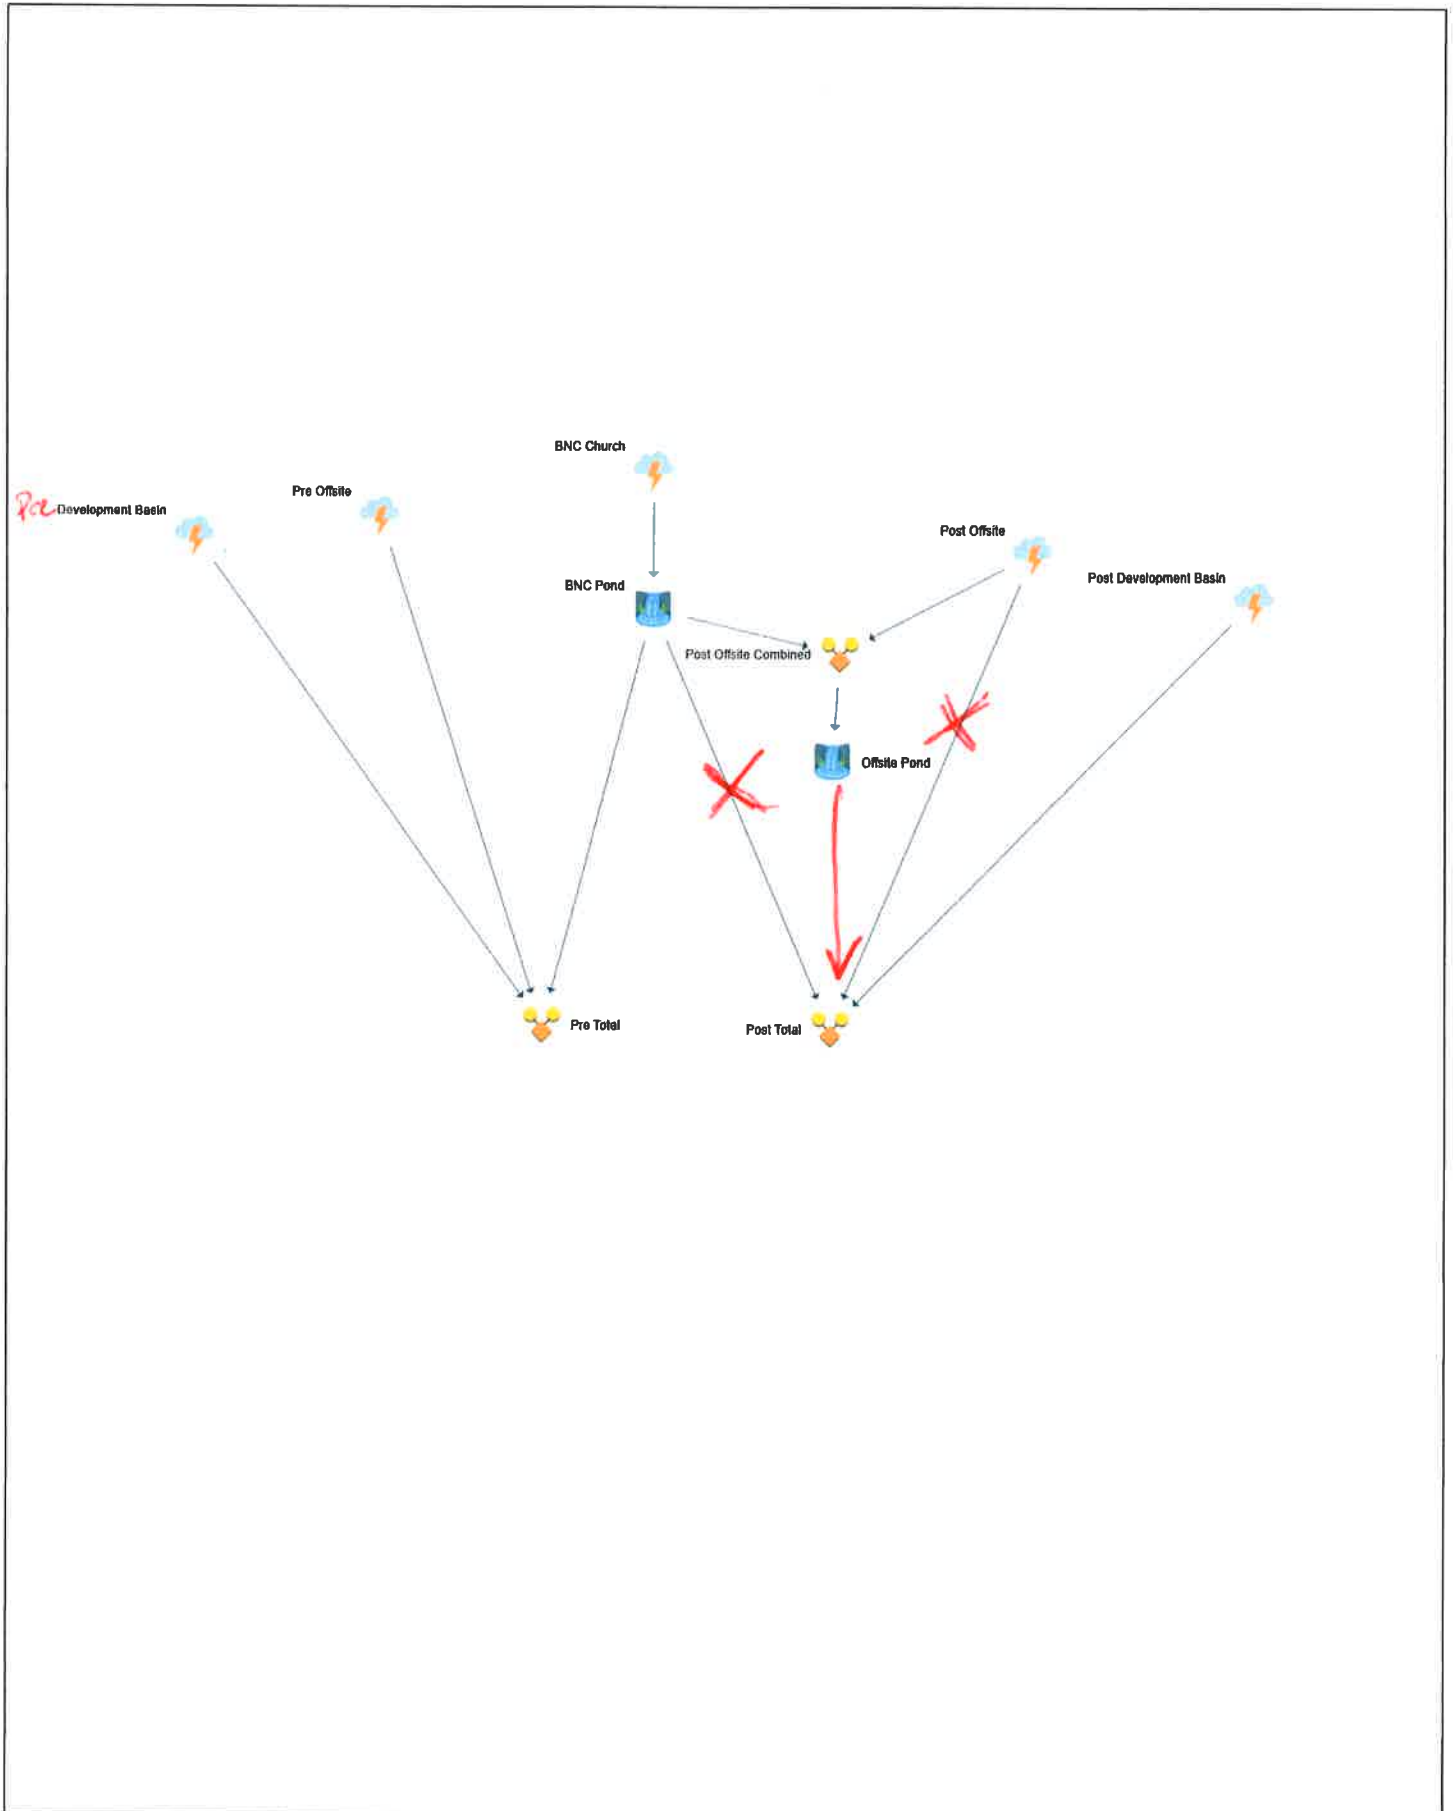 BNC Church
Pre Offsite
Pre Development Basin
Post Offsite
Post Development Basin
BNC Pond
Post Offsite Combined
Offsite Pond
Pre Total
Post Total